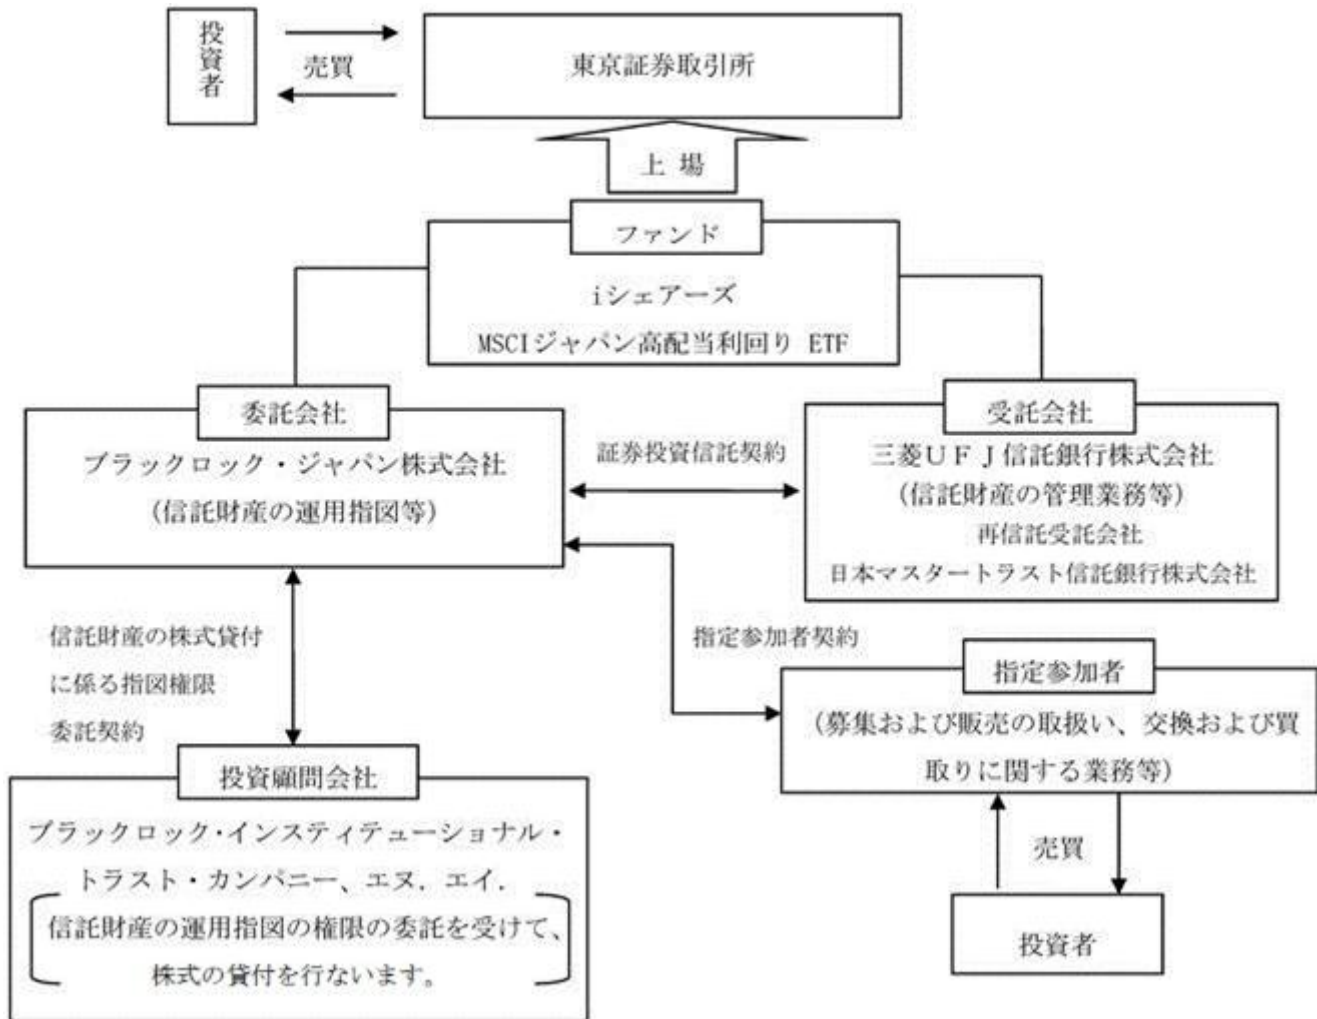 投資者
売買
東京証券取引所
上 場
ファンド
iシェアーズ
MSCIジャパン高配当利回り ETF
委託会社
ブラックロック・ジャパン株式会社
(信託財産の運用指図等)
証券投資信託契約
受託会社
三菱ＵＦＪ信託銀行株式会社
(信託財産の管理業務等)
再信託受託会社
日本マスタートラスト信託銀行株式会社
信託財産の株式貸付
に係る指図権限
委託契約
指定参加者契約
指定参加者
(募集および販売の取扱い、交換および買
取りに関する業務等)
投資顧問会社
ブラックロック・インスティテューショナル・
トラスト・カンパニー、エヌ．エイ．
信託財産の運用指図の権限の委託を受けて、
株式の貸付を行ないます。
売買
投資者